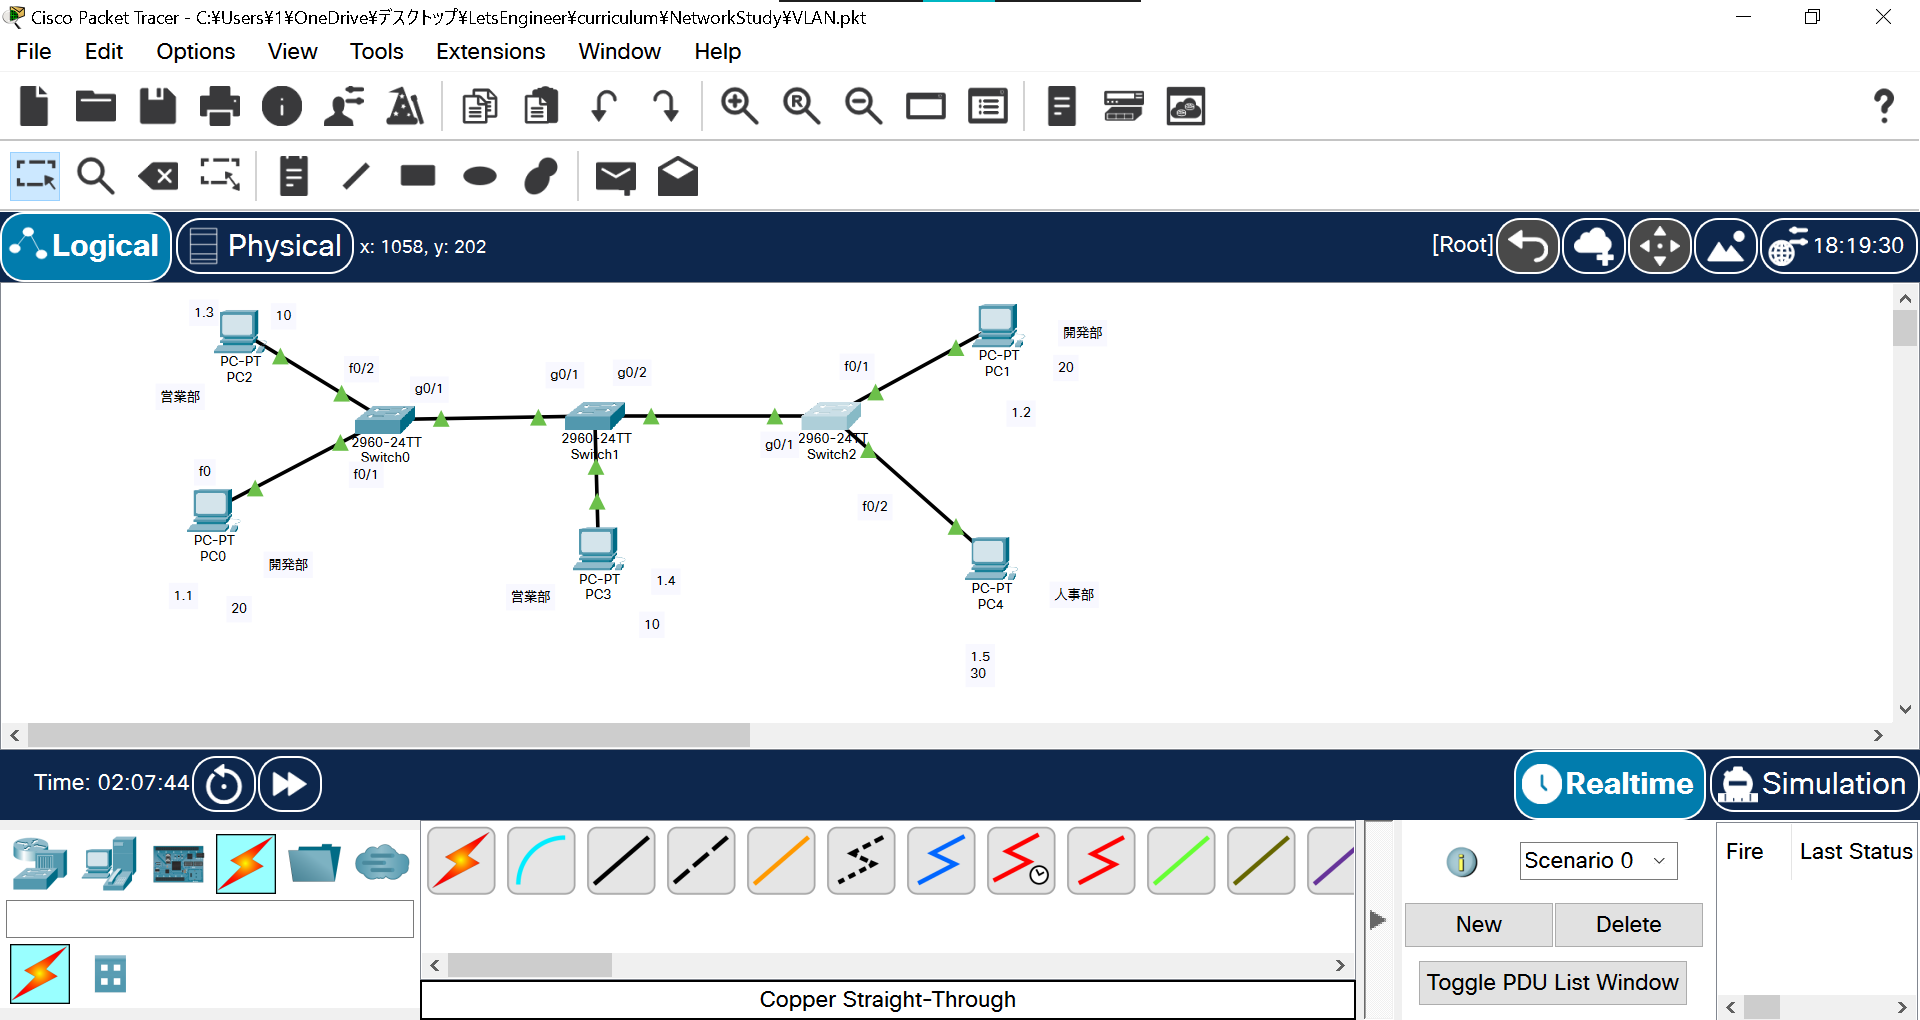 Cisco Packet Tracer - C:¥Users¥1¥OneDrive¥デスクトップ¥LetsEngineer¥curriculum¥NetworkStudy¥VLAN.pkt
File Edit Options View Tools Extensions Window Help
Logical Physical x: 1058, y: 202 [Root] 18:19:30
1.3
10
PC-PT
PC2
営業部
f0/2
g0/1
2960-24TT
Switch0
f0/1
f0
PC-PT
PC0
開発部
1.1
20
g0/1
g0/2
2960-24TT
Switch1
PC-PT
PC3
営業部
1.4
10
f0/1
g0/1
2960-24TT
Switch2
f0/2
PC-PT
PC1
開発部
20
1.2
PC-PT
PC4
人事部
1.5
30
Time: 02:07:44 Realtime Simulation
Scenario 0
New Delete
Toggle PDU List Window
Fire Last Status
Copper Straight-Through